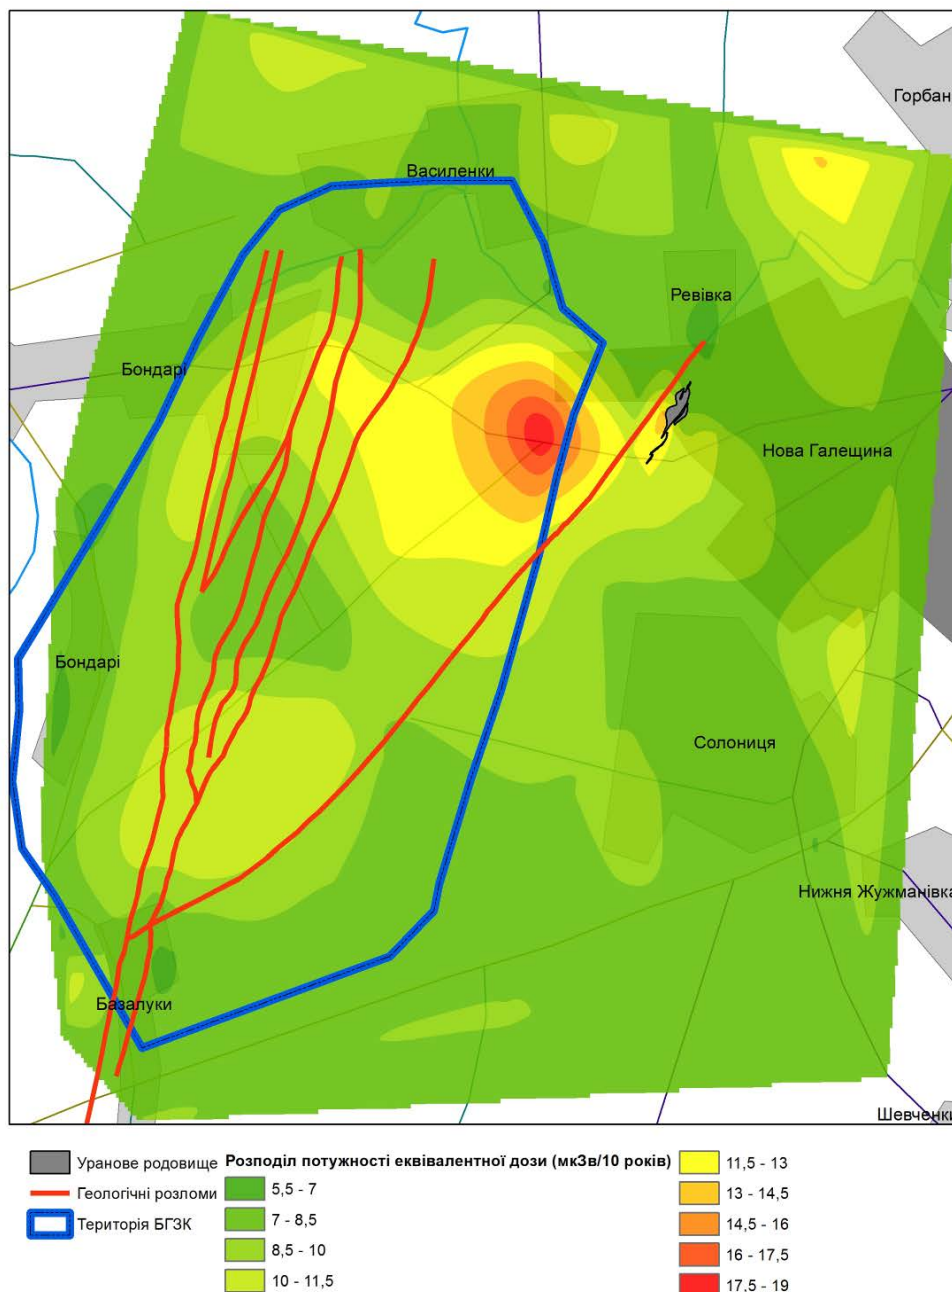 Горбан
Василенки
Ревівка
Бондарі
Нова Галещина
Бондарі
Солониця
Нижня Жужманівка
Базалуки
Шевченки
Уранове родовище
Геологічні розломи
Територія БГЗК
Розподіл потужності еквівалентної дози (мкЗв/10 років)
5,5 - 7
7 - 8,5
8,5 - 10
10 - 11,5
11,5 - 13
13 - 14,5
14,5 - 16
16 - 17,5
17,5 - 19